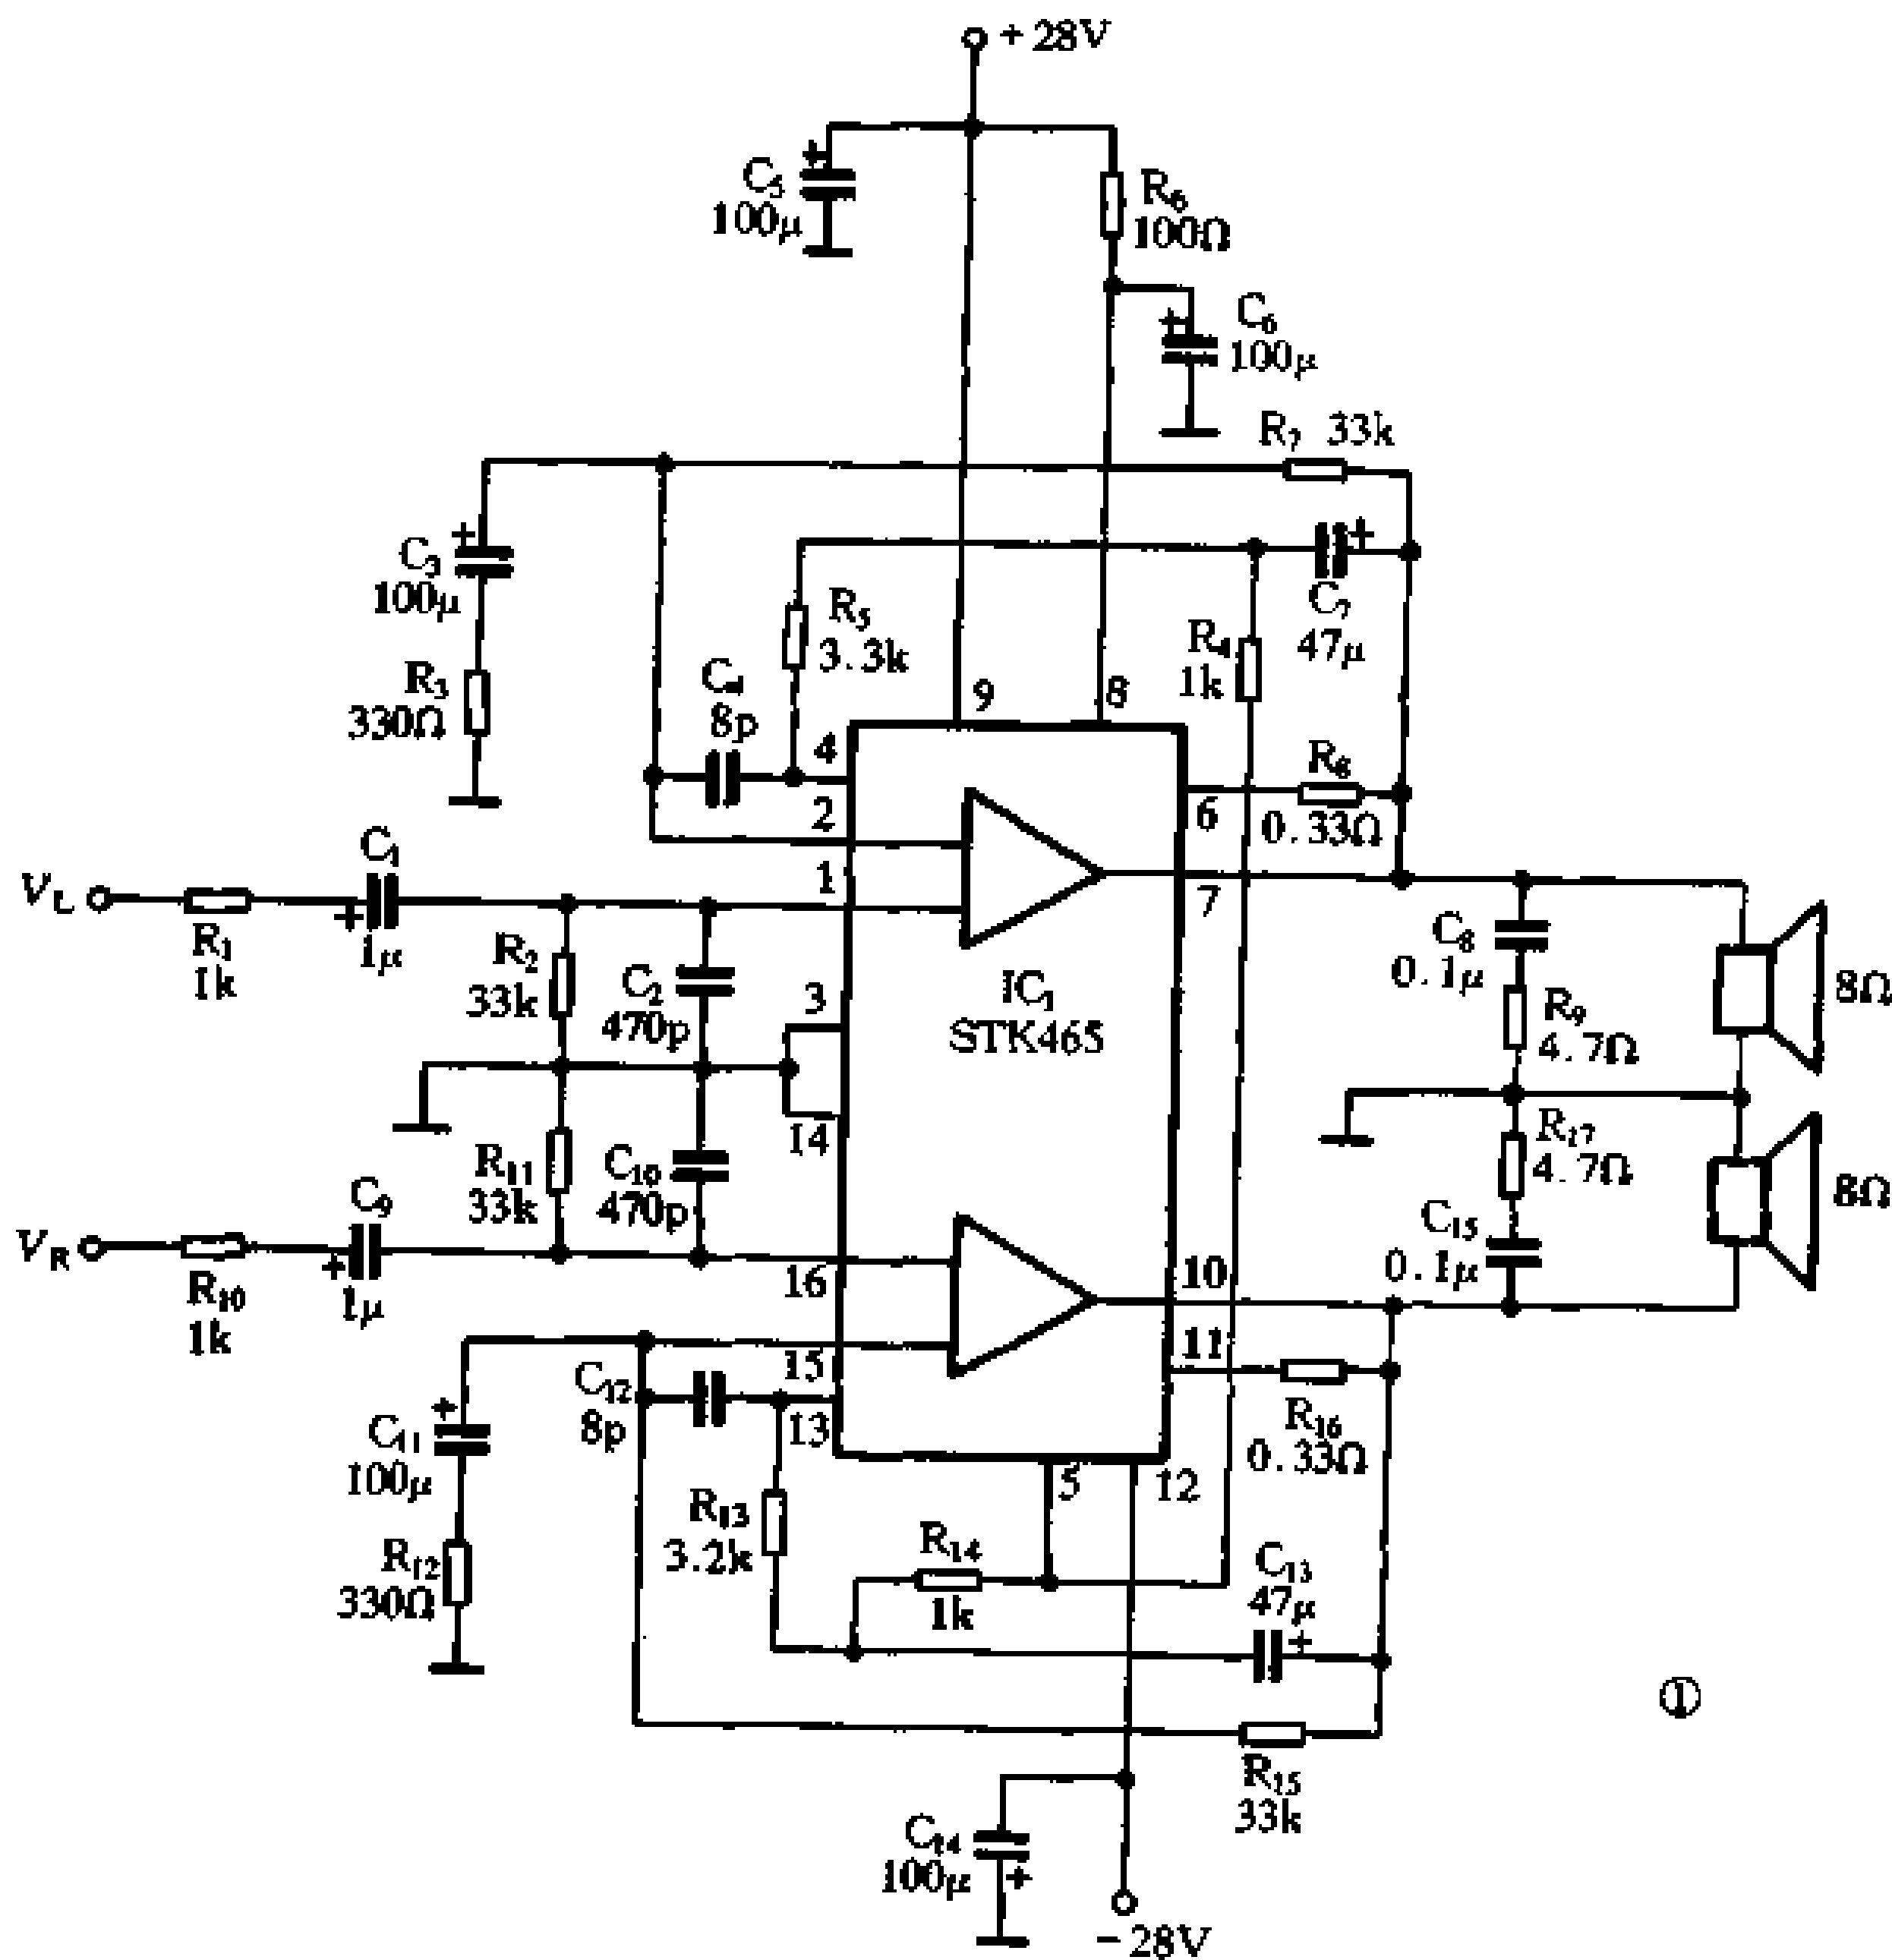 +28V
C5
100μ
R6
100Ω
C6
100μ
R7 33k
C3
100μ
R5
3.3k
C7
47μ
R4
1k
R3
330Ω
C4
8p
9
8
4
2
1
R8
0.33Ω
6
7
VL
R1
1k
C1
1μ
R2
33k
C2
470p
3
IC1
STK465
C8
0.1μ
R9
4.7Ω
8Ω
14
R11
33k
C10
470p
R17
4.7Ω
C15
0.1μ
8Ω
VR
R10
1k
C9
1μ
16
10
11
15
13
C12
8p
R16
0.33Ω
5
12
C11
100μ
R12
330Ω
R13
3.2k
R14
1k
C13
47μ
R15
33k
①
C14
100μ
-28V